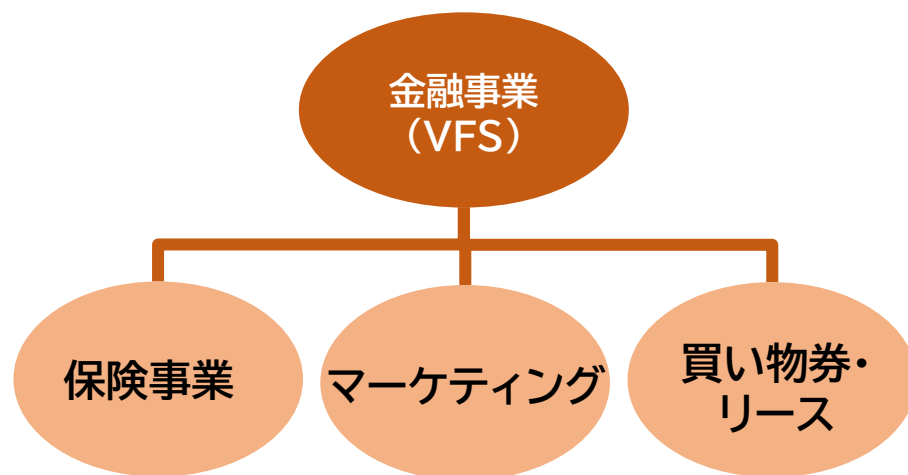 金融事業
（VFS）
保険事業
マーケティング
買い物券・
リース